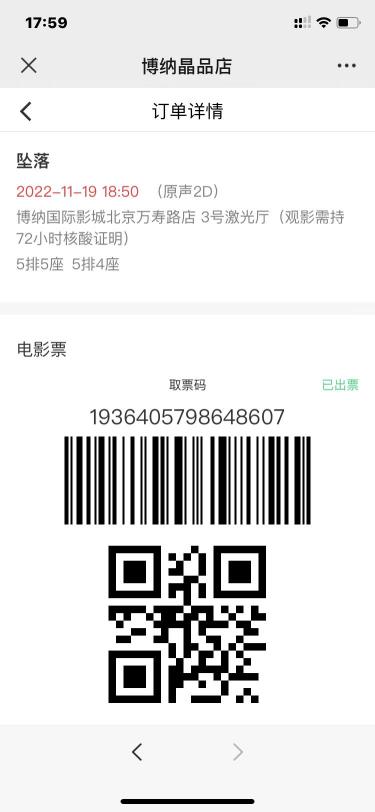 17:59
博纳晶品店
订单详情
坠落
2022-11-19 18:50 （原声2D）
博纳国际影城北京万寿路店 3号激光厅（观影需持
72小时核酸证明）
5排5座 5排4座
电影票
取票码
已出票
1936405798648607